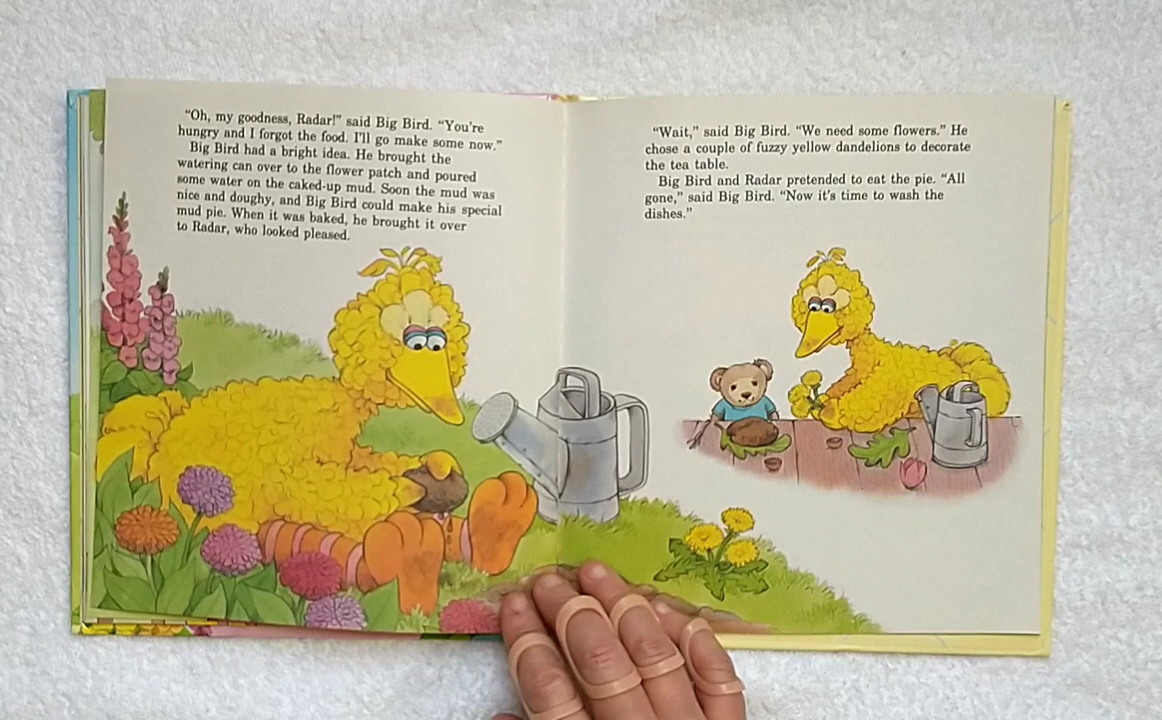 “Oh, my goodness, Radar!” said Big Bird. “You’re
hungry and I forgot the food. I’ll go make some now.”
Big Bird had a bright idea. He brought the
watering can over to the flower patch and poured
some water on the caked-up mud. Soon the mud was
nice and doughy, and Big Bird could make his special
mud pie. When it was baked, he brought it over
to Radar, who looked pleased.
“Wait,” said Big Bird. “We need some flowers.” He
chose a couple of fuzzy yellow dandelions to decorate
the tea table.
Big Bird and Radar pretended to eat the pie. “All
gone,” said Big Bird. “Now it’s time to wash the
dishes.”